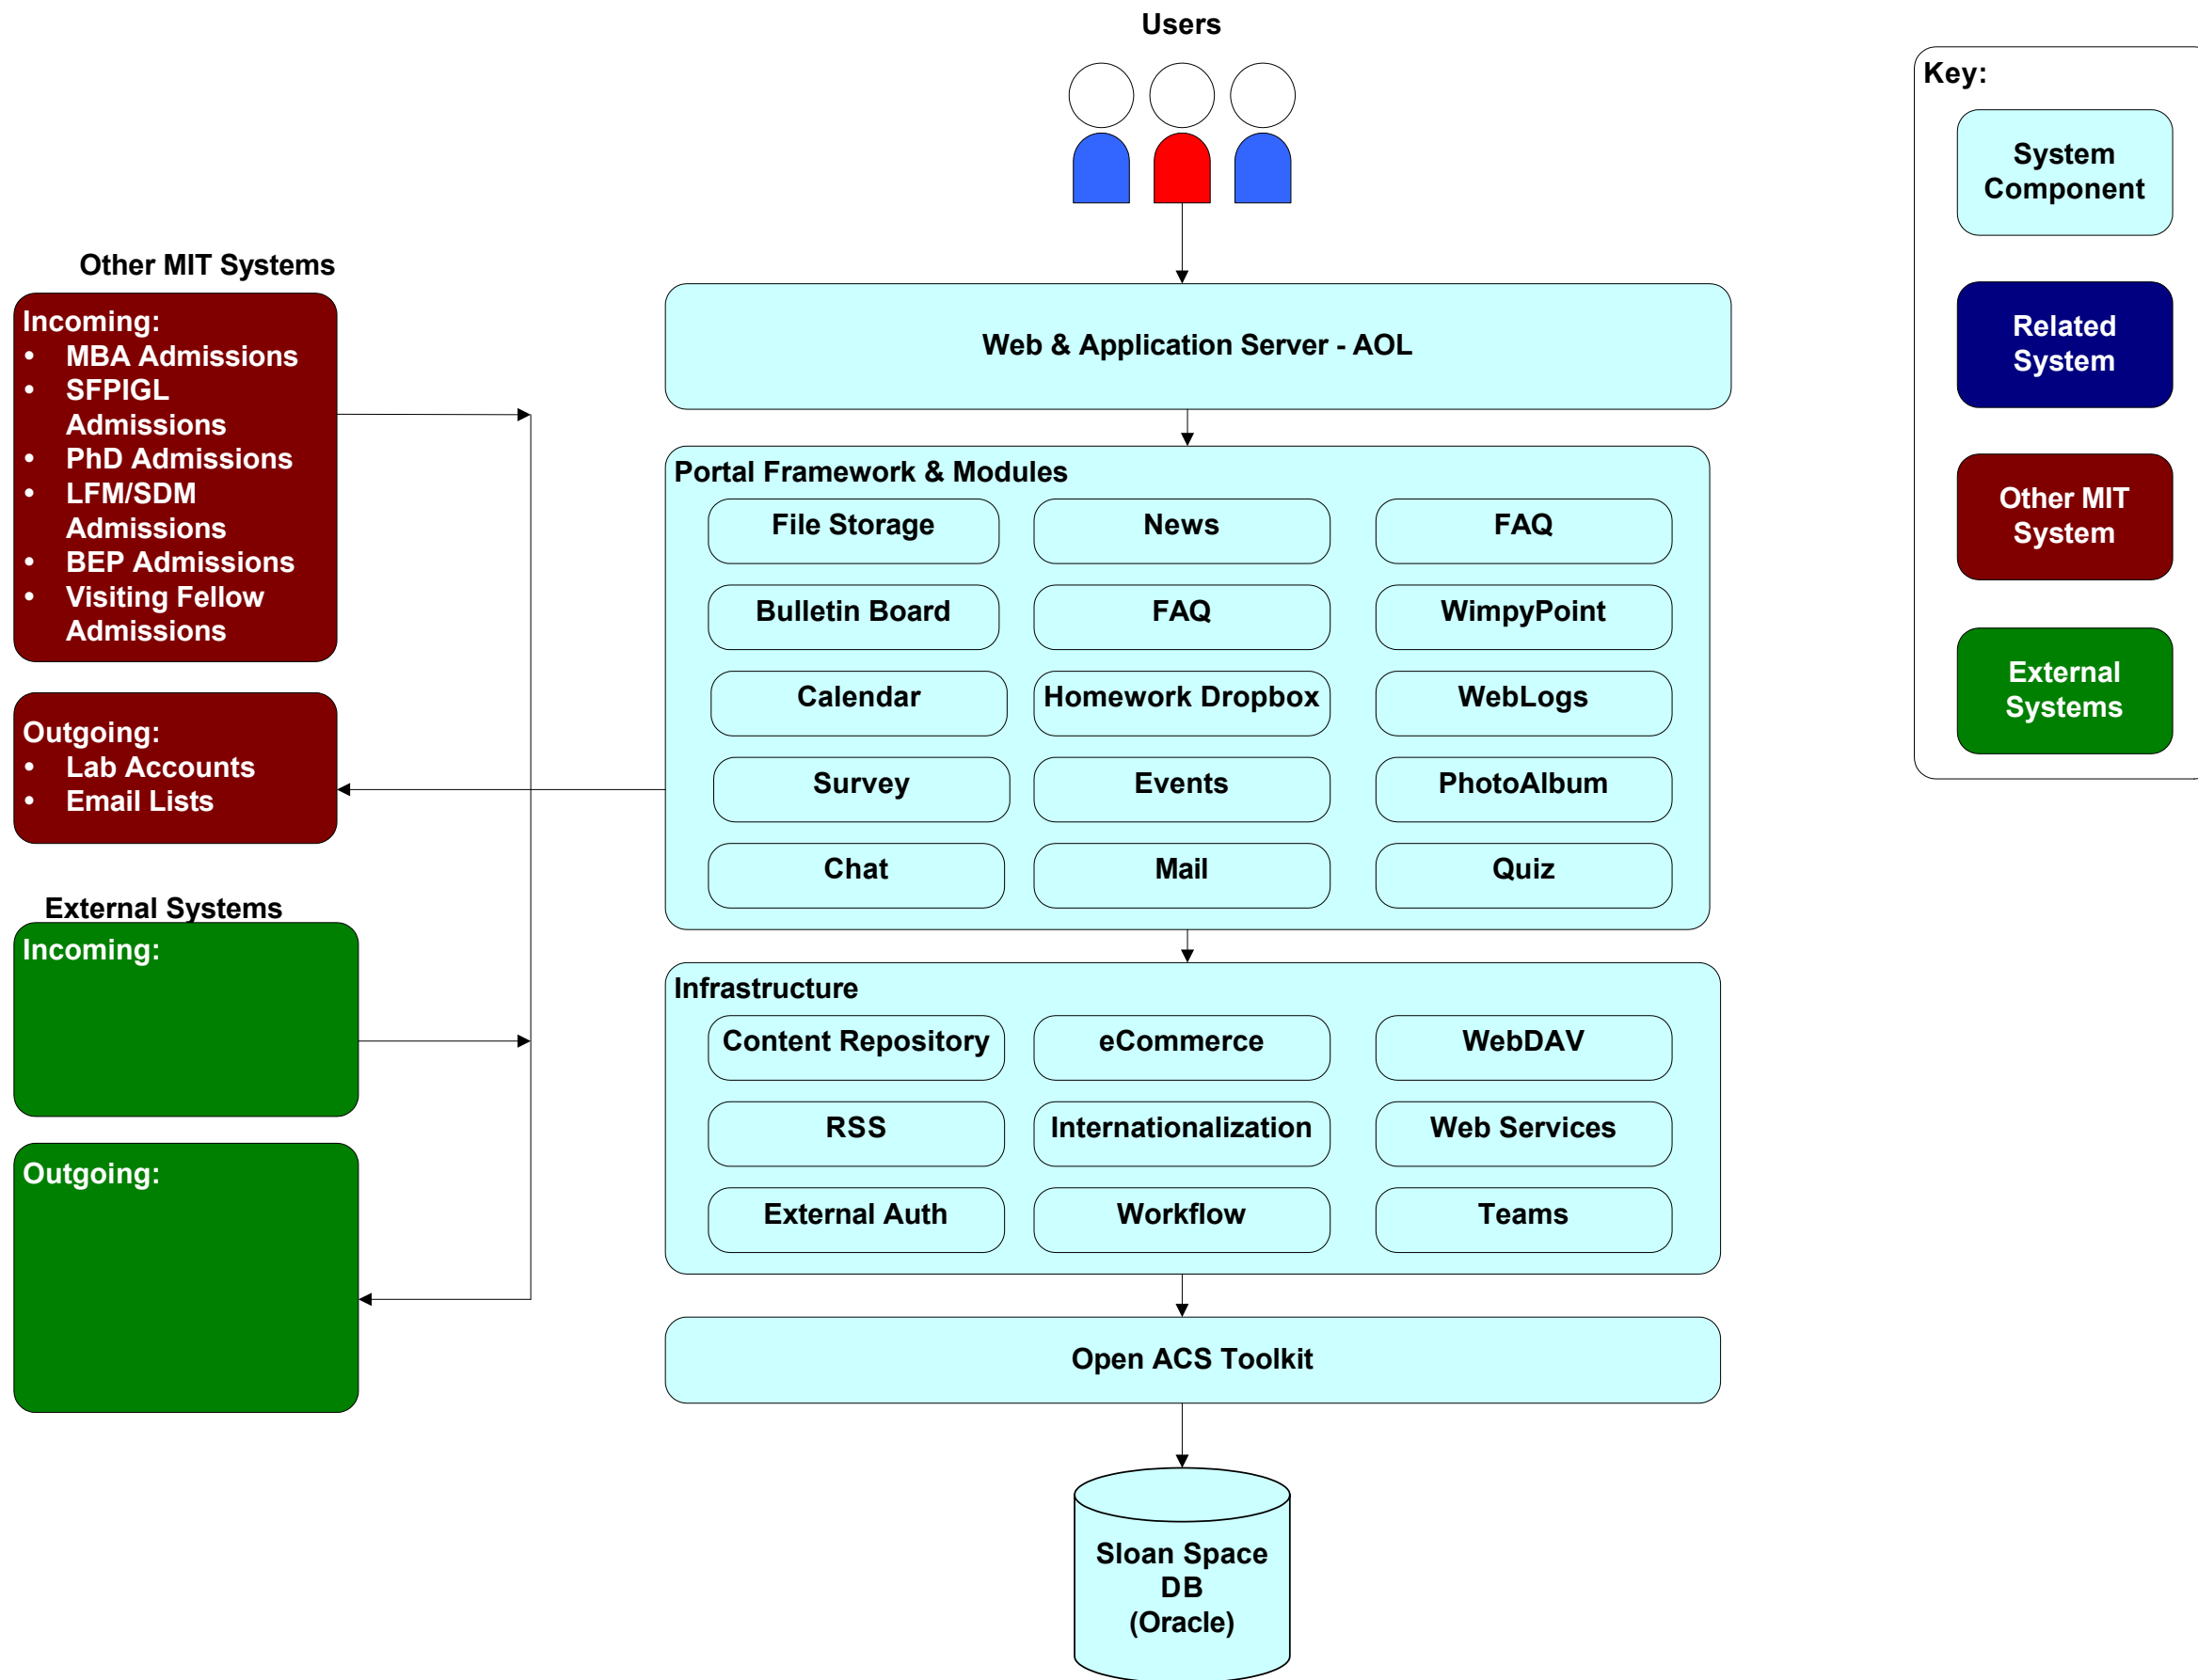 Users
Key:
System
Component
Related
System
Other MIT
System
External
Systems
Other MIT Systems
Incoming:
• MBA Admissions
• SFPIGL
Admissions
• PhD Admissions
• LFM/SDM
Admissions
• BEP Admissions
• Visiting Fellow
Admissions
Outgoing:
• Lab Accounts
• Email Lists
External Systems
Incoming:
Outgoing:
Web & Application Server - AOL
Portal Framework & Modules
File Storage
News
FAQ
Bulletin Board
FAQ
WimpyPoint
Calendar
Homework Dropbox
WebLogs
Survey
Events
PhotoAlbum
Chat
Mail
Quiz
Infrastructure
Content Repository
eCommerce
WebDAV
RSS
Internationalization
Web Services
External Auth
Workflow
Teams
Open ACS Toolkit
Sloan Space
DB
(Oracle)